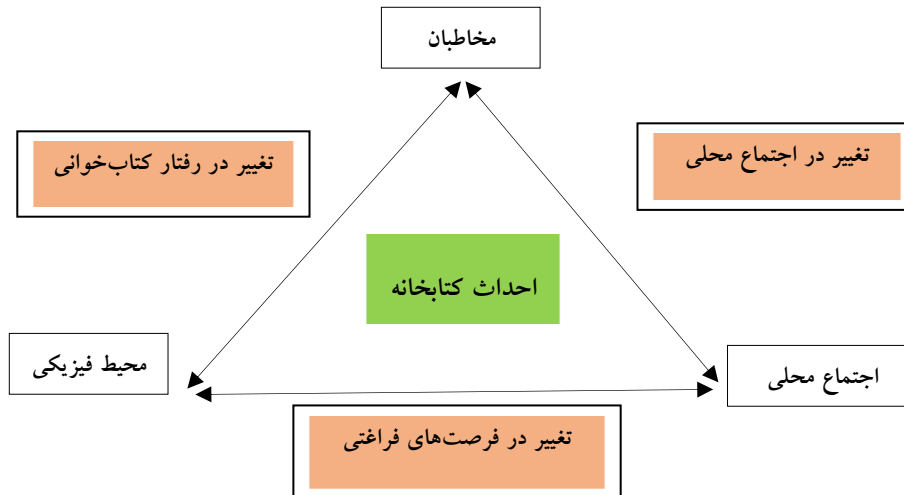 مخاطبان
تغییر در اجتماع محلی
تغییر در رفتار کتاب‌خوانی
احداث کتابخانه
اجتماع محلی
محیط فیزیکی
تغییر در فرصت‌های فراغتی